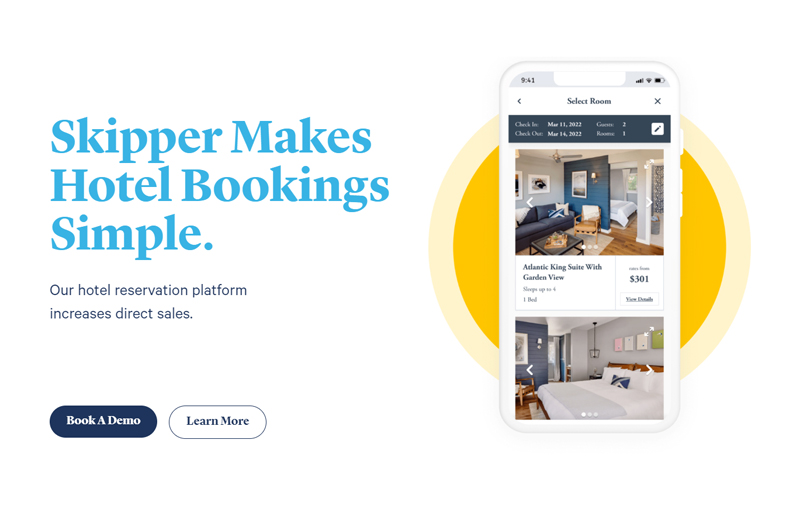 Skipper Makes
Hotel Bookings
Simple.
Our hotel reservation platform
increases direct sales.
Book A Demo
Learn More
9:41
Select Room
Check In: Mar 11, 2022 Guests: 2
Check Out: Mar 14, 2022 Rooms: 1
Atlantic King Suite With
Garden View
Sleeps up to 4
1 Bed
rates from
$301
View Details